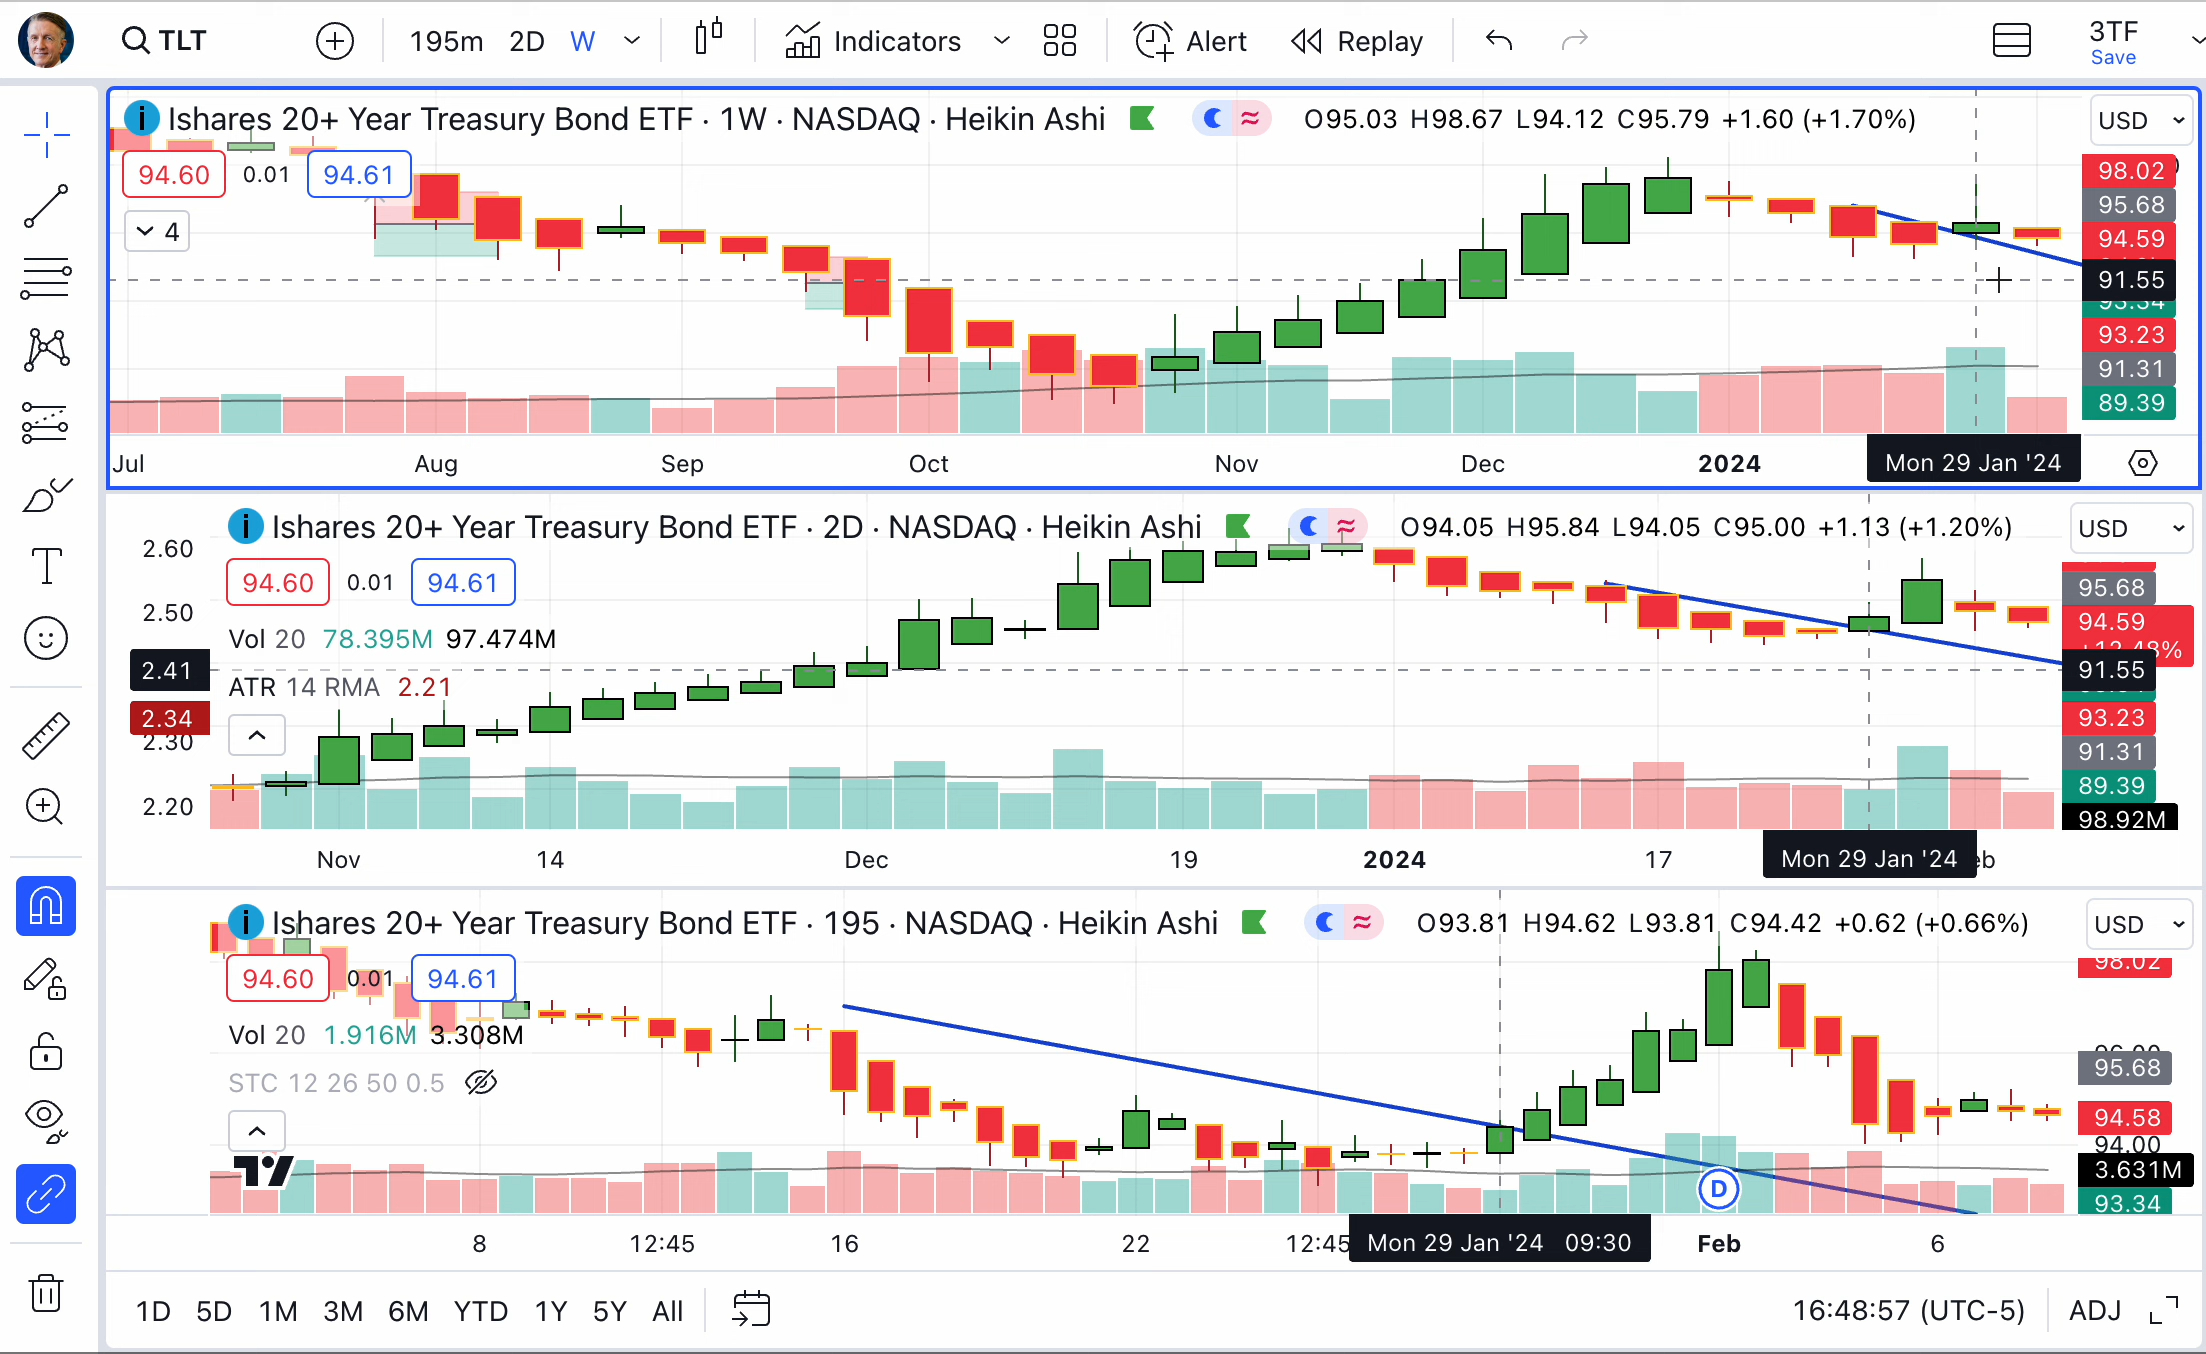 TLT
195m 2D W Indicators Alert Replay 3TF
Save
Ishares 20+ Year Treasury Bond ETF · 1W · NASDAQ · Heikin Ashi O95.03 H98.67 L94.12 C95.79 +1.60 (+1.70%) USD
94.60 0.01 94.61
4
98.02
95.68
94.59
91.55
93.34
93.23
91.31
89.39
Jul Aug Sep Oct Nov Dec 2024 Mon 29 Jan '24
Ishares 20+ Year Treasury Bond ETF · 2D · NASDAQ · Heikin Ashi O94.05 H95.84 L94.05 C95.00 +1.13 (+1.20%) USD
94.60 0.01 94.61
Vol 20 78.395M 97.474M
ATR 14 RMA 2.21
2.60
2.50
2.41
2.34
2.30
2.20
95.68
94.59
91.55
93.23
91.31
89.39
98.92M
Nov 14 Dec 19 2024 17 Mon 29 Jan '24 eb
Ishares 20+ Year Treasury Bond ETF · 195 · NASDAQ · Heikin Ashi O93.81 H94.62 L93.81 C94.42 +0.62 (+0.66%) USD
94.60 0.01 94.61
Vol 20 1.916M 3.308M
STC 12 26 50 0.5
98.02
96.00
95.68
94.58
94.00
3.631M
93.34
D
8 12:45 16 22 12:45 Mon 29 Jan '24 09:30 Feb 6
1D 5D 1M 3M 6M YTD 1Y 5Y All 16:48:57 (UTC-5) ADJ